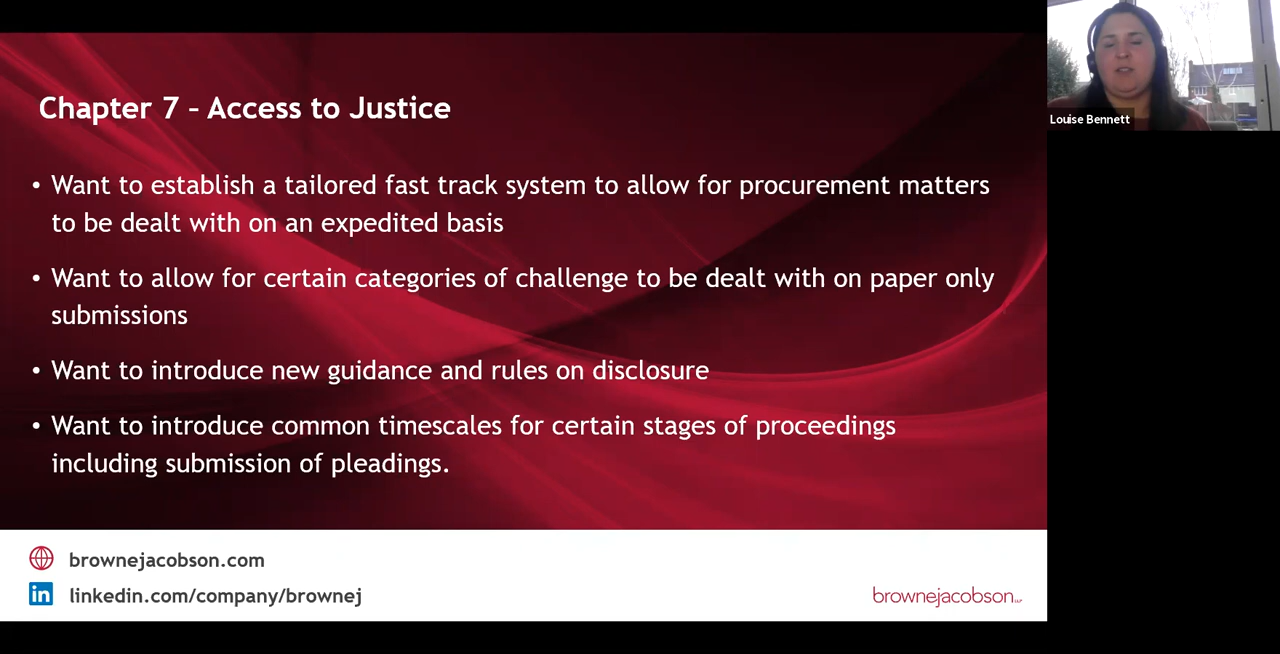 Chapter 7 – Access to Justice
• Want to establish a tailored fast track system to allow for procurement matters
to be dealt with on an expedited basis
• Want to allow for certain categories of challenge to be dealt with on paper only
submissions
• Want to introduce new guidance and rules on disclosure
• Want to introduce common timescales for certain stages of proceedings
including submission of pleadings.
brownejacobson.com
in
linkedin.com/company/brownej
brownejacobson
Louise Bennett